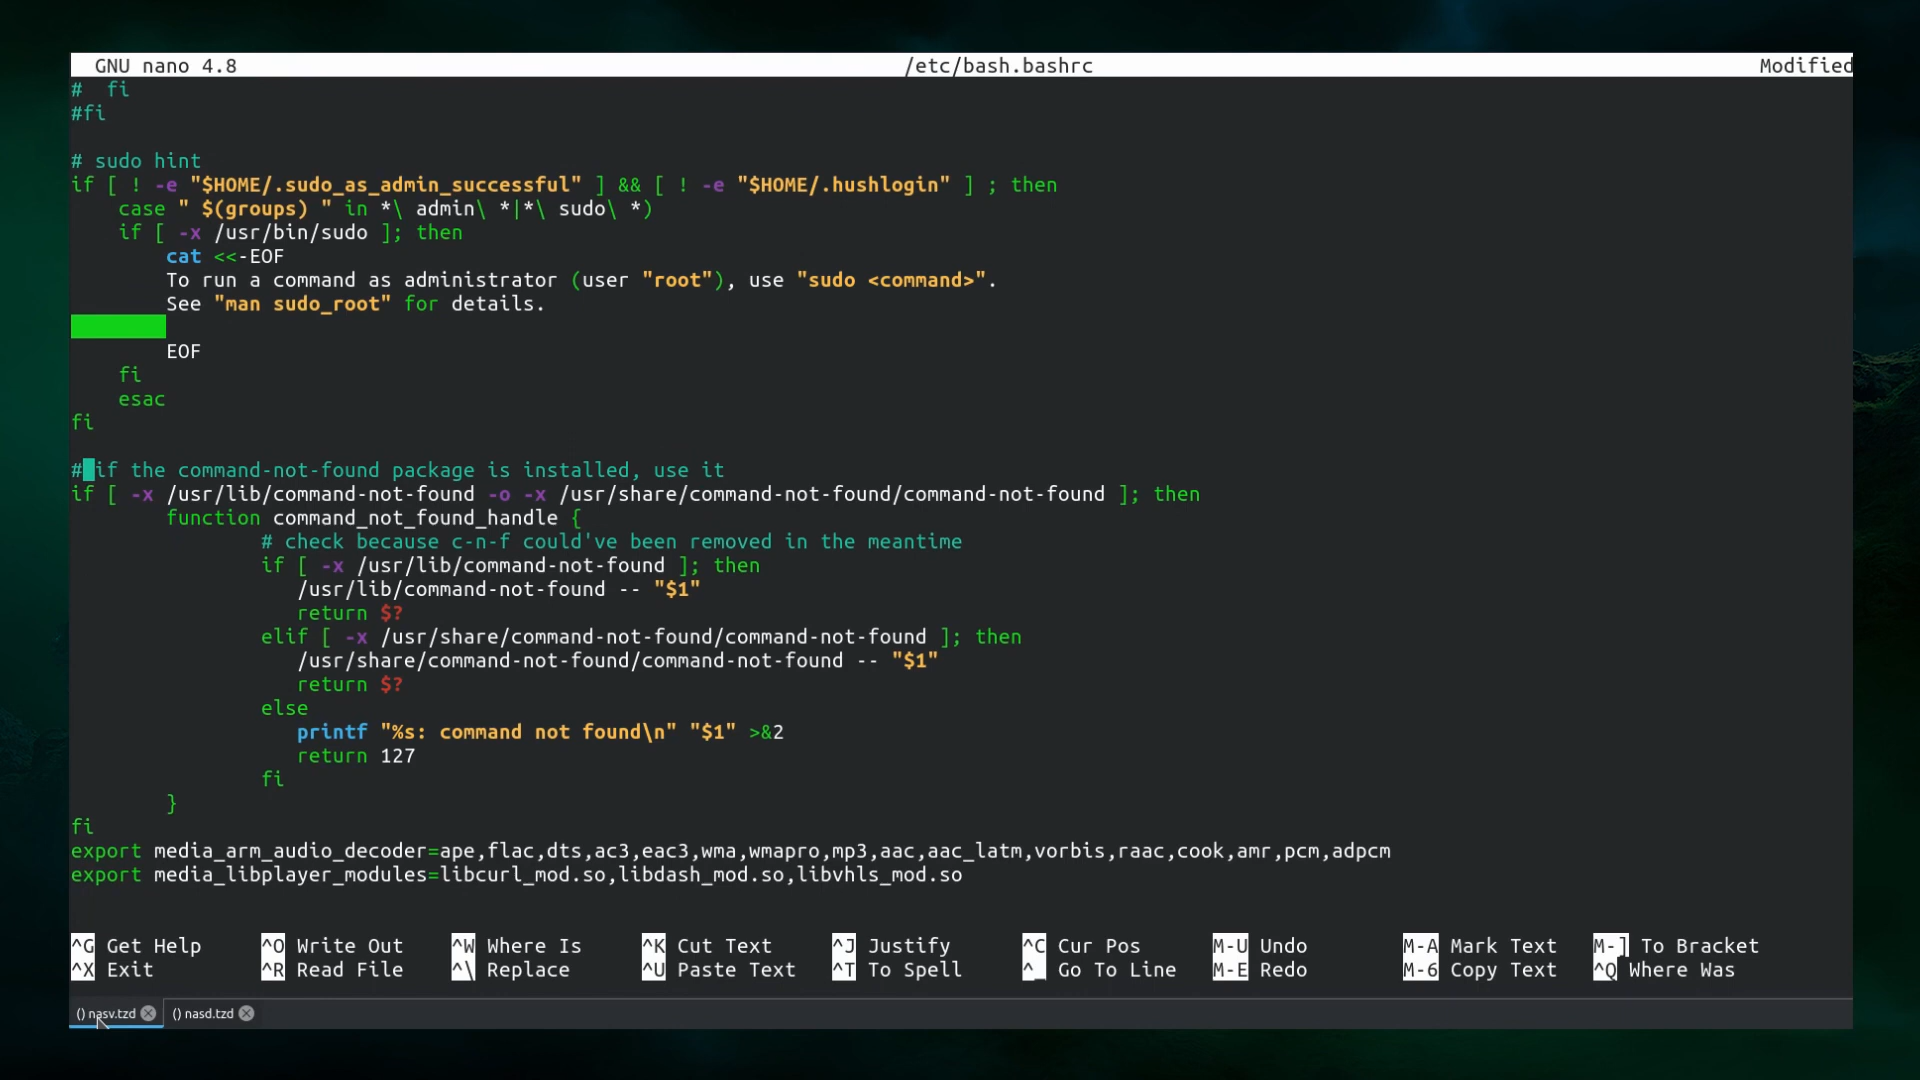 GNU nano 4.8 /etc/bash.bashrc Modified
#  fi
#fi
# sudo hint
if [ ! -e "$HOME/.sudo_as_admin_successful" ] && [ ! -e "$HOME/.hushlogin" ] ; then
    case " $(groups) " in *\ admin\ *|*\ sudo\ *)
    if [ -x /usr/bin/sudo ]; then
        cat <<-EOF
        To run a command as administrator (user "root"), use "sudo <command>".
        See "man sudo_root" for details.
        EOF
    fi
    esac
fi
# if the command-not-found package is installed, use it
if [ -x /usr/lib/command-not-found -o -x /usr/share/command-not-found/command-not-found ]; then
        function command_not_found_handle {
                # check because c-n-f could've been removed in the meantime
                if [ -x /usr/lib/command-not-found ]; then
                   /usr/lib/command-not-found -- "$1"
                   return $?
                elif [ -x /usr/share/command-not-found/command-not-found ]; then
                   /usr/share/command-not-found/command-not-found -- "$1"
                   return $?
                else
                   printf "%s: command not found\n" "$1" >&2
                   return 127
                fi
        }
fi
export media_arm_audio_decoder=ape,flac,dts,ac3,eac3,wma,wmapro,mp3,aac,aac_latm,vorbis,raac,cook,amr,pcm,adpcm
export media_libplayer_modules=libcurl_mod.so,libdash_mod.so,libvhls_mod.so
^G Get Help ^O Write Out ^W Where Is ^K Cut Text ^J Justify ^C Cur Pos M-U Undo M-A Mark Text M-] To Bracket
^X Exit ^R Read File ^\ Replace ^U Paste Text ^T To Spell ^_ Go To Line M-E Redo M-6 Copy Text ^Q Where Was
() nasv.tzd () nasd.tzd